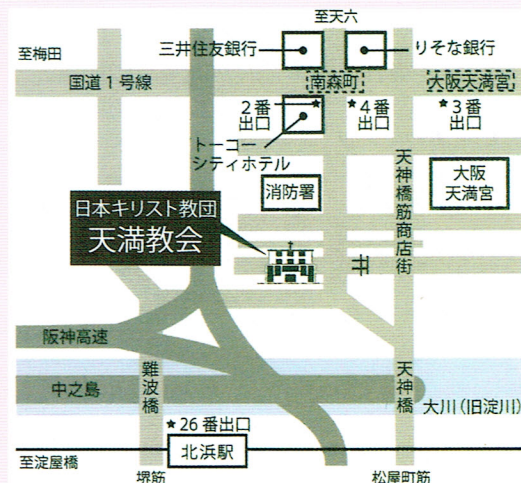 至天六
三井住友銀行
りそな銀行
至梅田
国道1号線
南森町
大阪天満宮
2番
出口
4番
出口
3番
出口
トーコー
シティホテル
消防署
天神橋筋商店街
大阪
天満宮
日本キリスト教団
天満教会
阪神高速
難波橋
天神橋
中之島
大川(旧淀川)
26番出口
北浜駅
至淀屋橋
堺筋
松屋町筋